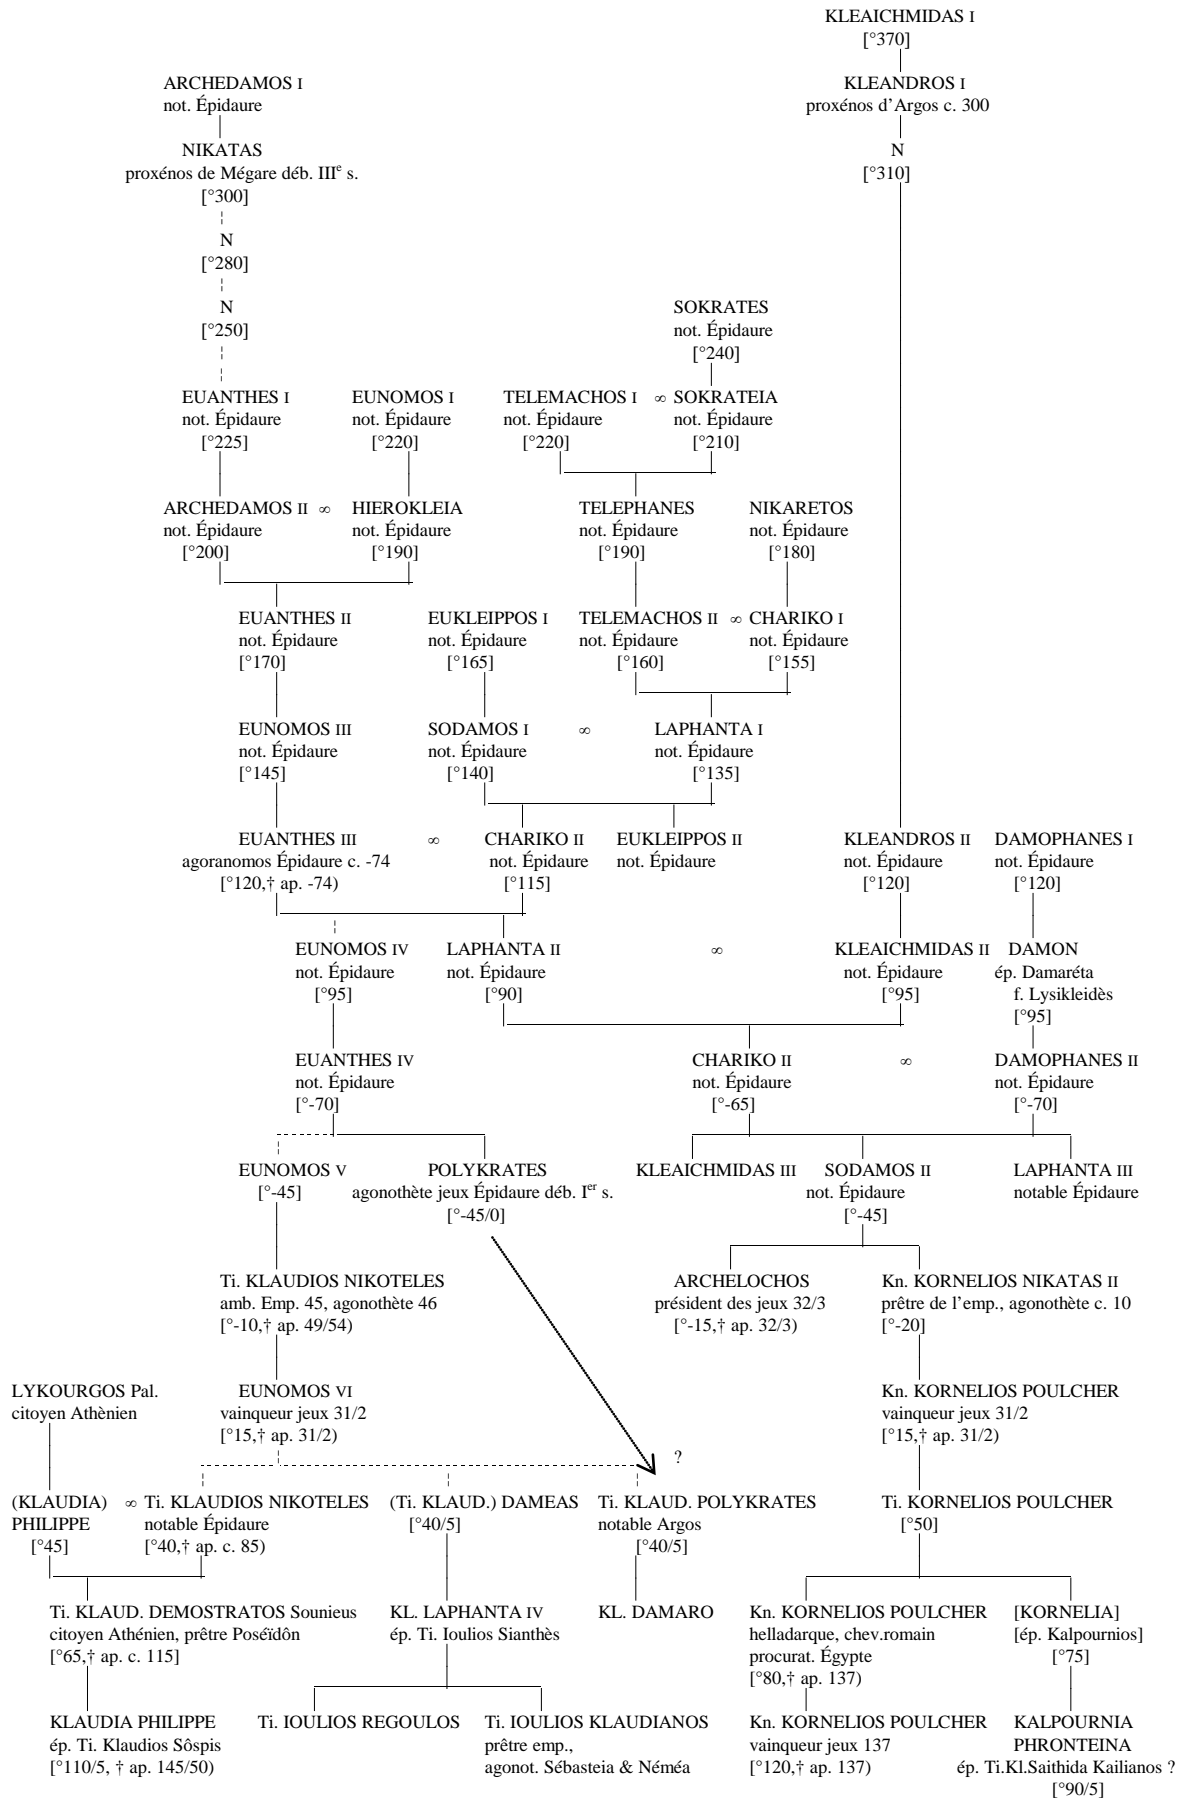 KLEAICHMIDAS I
[°370]
ARCHEDAMOS I
not. Épidaure
KLEANDROS I
proxénos d'Argos c. 300
NIKATAS
proxénos de Mégare déb. IIIe s.
[°300]
N
[°310]
N
[°280]
N
[°250]
SOKRATES
not. Épidaure
[°240]
EUANTHES I
not. Épidaure
[°225]
EUNOMOS I
not. Épidaure
[°220]
TELEMACHOS I
not. Épidaure
[°220]
∞ SOKRATEIA
not. Épidaure
[°210]
ARCHEDAMOS II ∞
not. Épidaure
[°200]
HIEROKLEIA
not. Épidaure
[°190]
TELEPHANES
not. Épidaure
[°190]
NIKARETOS
not. Épidaure
[°180]
EUANTHES II
not. Épidaure
[°170]
EUKLEIPPOS I
not. Épidaure
[°165]
TELEMACHOS II
not. Épidaure
[°160]
∞ CHARIKO I
not. Épidaure
[°155]
EUNOMOS III
not. Épidaure
[°145]
SODAMOS I
not. Épidaure
[°140]
∞
LAPHANTA I
not. Épidaure
[°135]
EUANTHES III
agoranomos Épidaure c. -74
[°120,† ap. -74)
∞
CHARIKO II
not. Épidaure
[°115]
EUKLEIPPOS II
not. Épidaure
KLEANDROS II
not. Épidaure
[°120]
DAMOPHANES I
not. Épidaure
[°120]
EUNOMOS IV
not. Épidaure
[°95]
LAPHANTA II
not. Épidaure
[°90]
∞
KLEAICHMIDAS II
not. Épidaure
[°95]
DAMON
ép. Damaréta
f. Lysikleidès
[°95]
EUANTHES IV
not. Épidaure
[°-70]
CHARIKO II
not. Épidaure
[°-65]
∞
DAMOPHANES II
not. Épidaure
[°-70]
EUNOMOS V
[°-45]
POLYKRATES
agonothète jeux Épidaure déb. Ier s.
[°-45/0]
KLEAICHMIDAS III
SODAMOS II
not. Épidaure
[°-45]
LAPHANTA III
notable Épidaure
Ti. KLAUDIOS NIKOTELES
amb. Emp. 45, agonothète 46
[°-10,† ap. 49/54)
ARCHELOCHOS
président des jeux 32/3
[°-15,† ap. 32/3)
Kn. KORNELIOS NIKATAS II
prêtre de l'emp., agonothète c. 10
[°-20]
LYKOURGOS Pal.
citoyen Athènien
EUNOMOS VI
vainqueur jeux 31/2
[°15,† ap. 31/2)
Kn. KORNELIOS POULCHER
vainqueur jeux 31/2
[°15,† ap. 31/2)
?
(KLAUDIA)
PHILIPPE
[°45]
∞ Ti. KLAUDIOS NIKOTELES
notable Épidaure
[°40,† ap. c. 85)
(Ti. KLAUD.) DAMEAS
[°40/5]
Ti. KLAUD. POLYKRATES
notable Argos
[°40/5]
Ti. KORNELIOS POULCHER
[°50]
Ti. KLAUD. DEMOSTRATOS Sounieus
citoyen Athénien, prêtre Poséïdôn
[°65,† ap. c. 115]
KL. LAPHANTA IV
ép. Ti. Ioulios Sianthès
KL. DAMARO
Kn. KORNELIOS POULCHER
helladarque, chev.romain
procurat. Égypte
[°80,† ap. 137)
[KORNELIA]
[ép. Kalpournios]
[°75]
KLAUDIA PHILIPPE
ép. Ti. Klaudios Sôspis
[°110/5, † ap. 145/50)
Ti. IOULIOS REGOULOS
Ti. IOULIOS KLAUDIANOS
prêtre emp.,
agonot. Sébasteia & Néméa
Kn. KORNELIOS POULCHER
vainqueur jeux 137
[°120,† ap. 137)
KALPOURNIA
PHRONTEINA
ép. Ti.Kl.Saithida Kailianos ?
[°90/5]